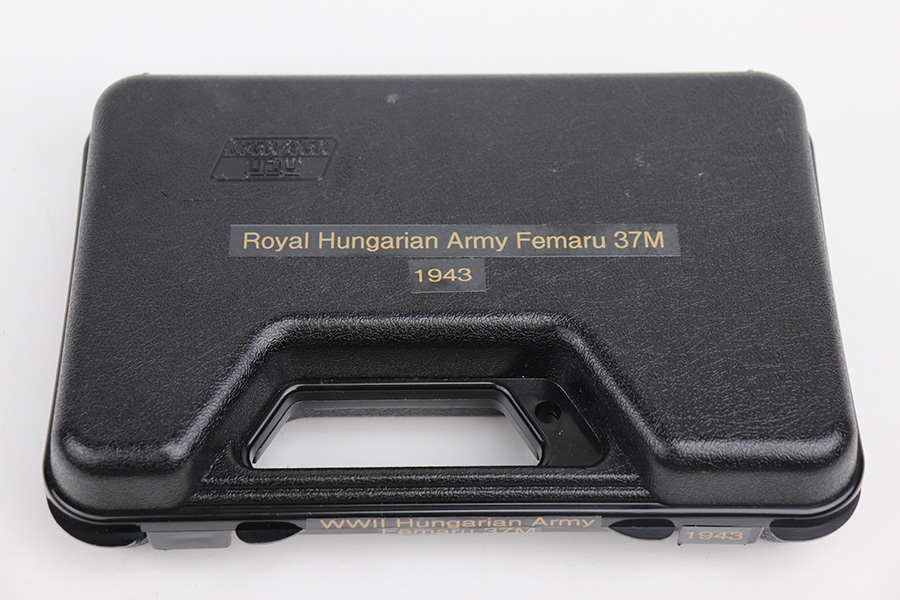 Royal Hungarian Army Femaru 37M
1943
WWII Hungarian Army
Femaru 37M
1943